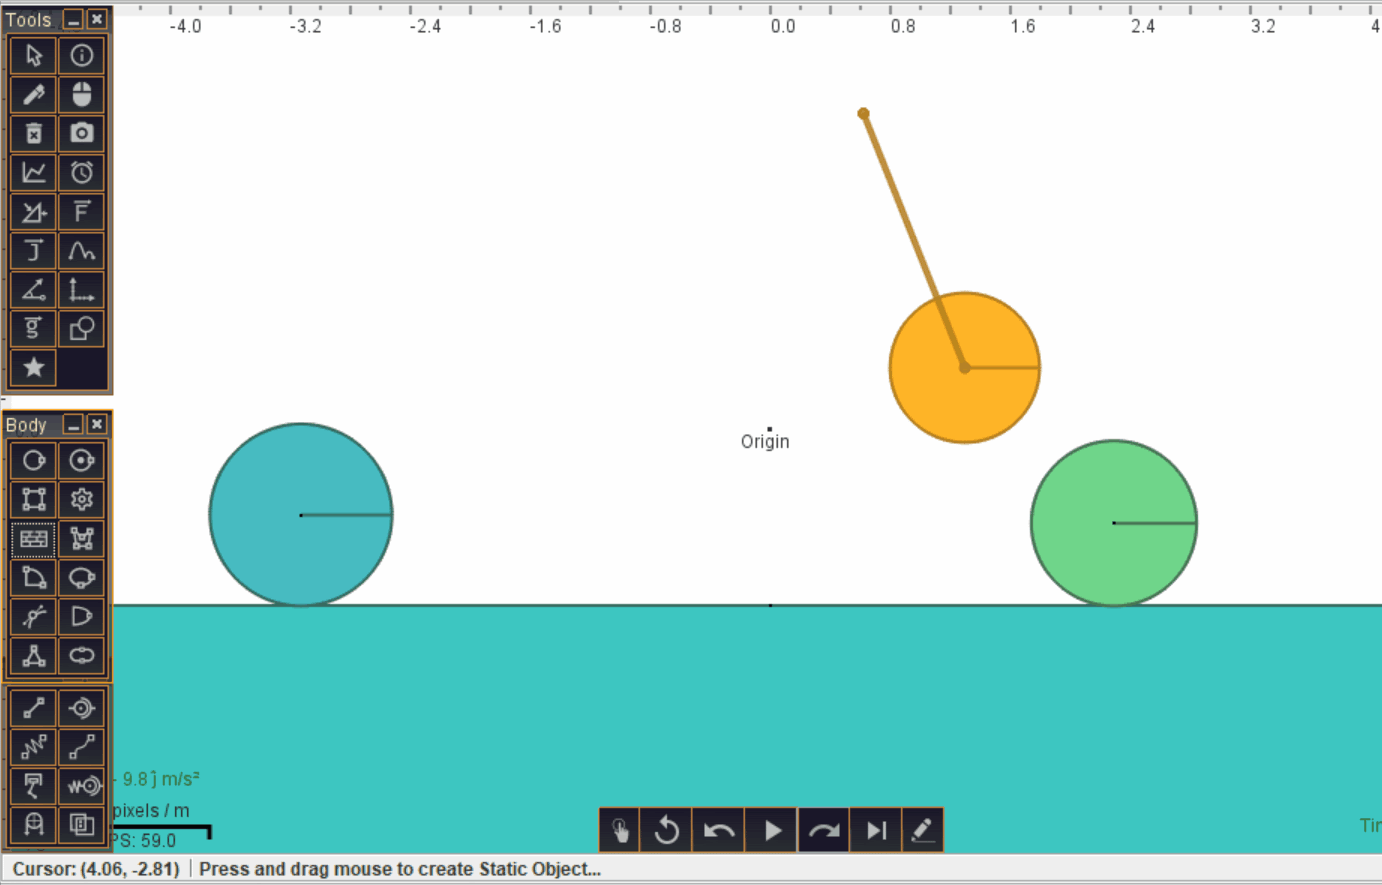 Tools
-4.0 -3.2 -2.4 -1.6 -0.8 0.0 0.8 1.6 2.4 3.2 4
F
J
g
Origin
Body
- 9.8 ĵ m/s²
pixels / m
PS: 59.0
Tir
Cursor: (4.06, -2.81) Press and drag mouse to create Static Object...